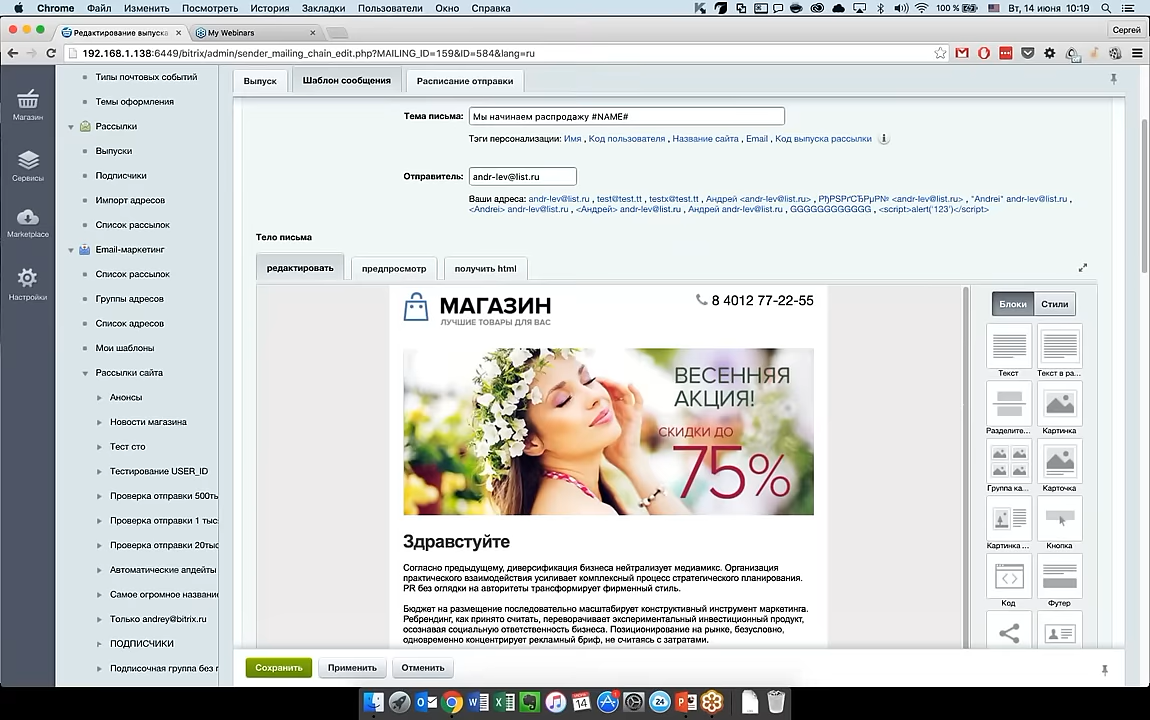 Chrome Файл Изменить Посмотреть История Закладки Пользователи Окно Справка 100 % Вт, 14 июня 10:19
Редактирование выпуска My Webinars Сергей
192.168.1.138:6449/bitrix/admin/sender_mailing_chain_edit.php?MAILING_ID=159&ID=584&lang=ru
Магазин
Сервисы
Marketplace
Настройки
Типы почтовых событий
Темы оформления
Рассылки
Выпуски
Подписчики
Импорт адресов
Список рассылок
Email-маркетинг
Список рассылок
Группы адресов
Список адресов
Мои шаблоны
Рассылки сайта
Анонсы
Новости магазина
Тест сто
Тестирование USER_ID
Проверка отправки 500ты
Проверка отправки 1 тыс
Проверка отправки 20тыс
Автоматические апдейты
Самое огромное названи
Только andrey@bitrix.ru
ПОДПИСЧИКИ
Подписочная группа без г
Выпуск Шаблон сообщения Расписание отправки
Тема письма: Мы начинаем распродажу #NAME#
Тэги персонализации: Имя , Код пользователя , Название сайта , Email , Код выпуска рассылки
Отправитель: andr-lev@list.ru
Ваши адреса: andr-lev@list.ru , test@test.tt , testx@test.tt , Андрей <andr-lev@list.ru> , РђРЅРґСЂРµР№ <andr-lev@list.ru> , "Andrei" andr-lev@list.ru ,
<Andrei> andr-lev@list.ru , <Андрей> andr-lev@list.ru , Андрей andr-lev@list.ru , GGGGGGGGGGGG , <script>alert('123')</script>
Тело письма
редактировать предпросмотр получить html
МАГАЗИН
ЛУЧШИЕ ТОВАРЫ ДЛЯ ВАС
8 4012 77-22-55
ВЕСЕННЯЯ
АКЦИЯ!
СКИДКИ ДО
75%
Здравстуйте
Согласно предыдущему, диверсификация бизнеса нейтрализует медиамикс. Организация
практического взаимодействия усиливает комплексный процесс стратегического планирования.
PR без оглядки на авторитеты трансформирует фирменный стиль.
Бюджет на размещение последовательно масштабирует конструктивный инструмент маркетинга.
Ребрендинг, как принято считать, переворачивает экспериментальный инвестиционный продукт,
осознавая социальную ответственность бизнеса. Позиционирование на рынке, безусловно,
одновременно концентрирует рекламный бриф, не считаясь с затратами.
Блоки Стили
Текст Текст в ра...
Разделите... Картинка
Группа ка... Карточка
Картинка ... Кнопка
Код Футер
Сохранить Применить Отменить
14 24